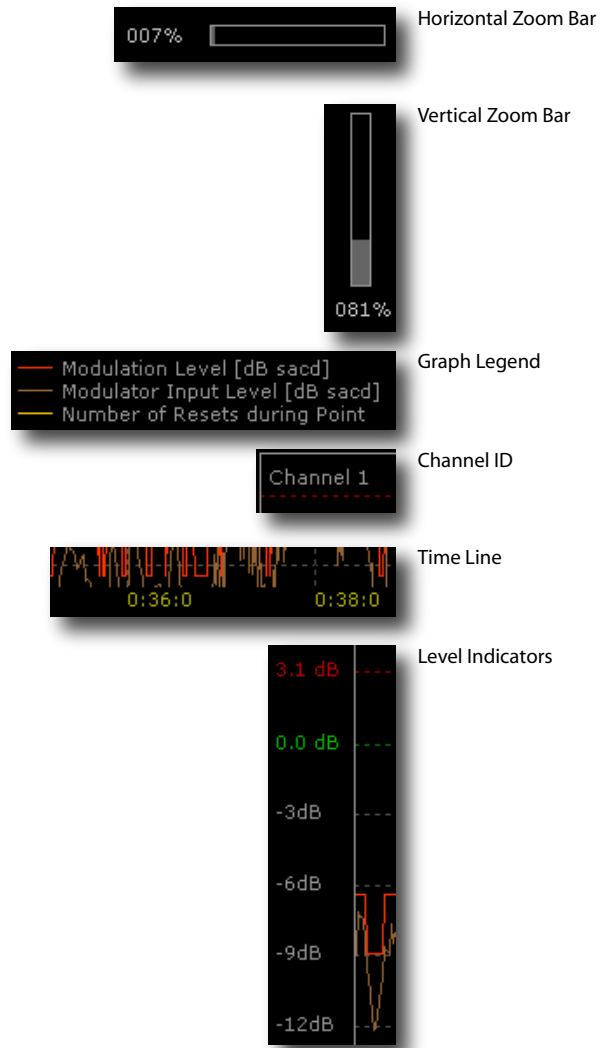 007%
Horizontal Zoom Bar
Vertical Zoom Bar
081%
Modulation Level [dB sacd]
Modulator Input Level [dB sacd]
Number of Resets during Point
Graph Legend
Channel 1
Channel ID
Time Line
0:36:0
0:38:0
Level Indicators
3.1 dB
0.0 dB
-3dB
-6dB
-9dB
-12dB